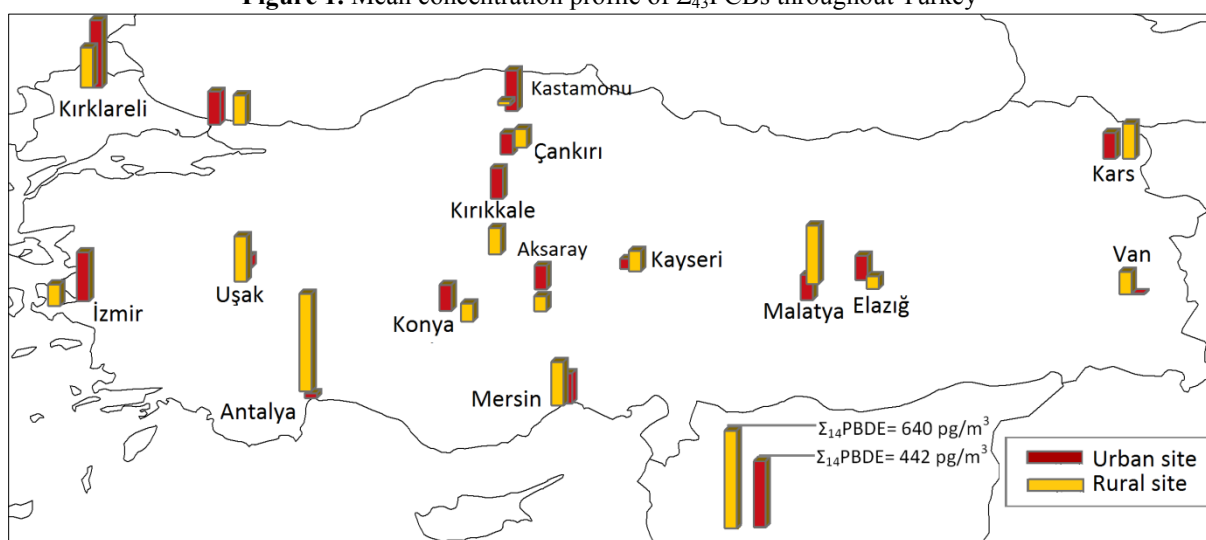 Figure 1. Mean concentration profile of Σ₄₃PCBs throughout Turkey
Kırklareli
Kastamonu
Çankırı
Kars
Kırıkkale
Aksaray
Kayseri
Van
Uşak
İzmir
Konya
Malatya
Elazığ
Antalya
Mersin
Σ₁₄PBDE= 640 pg/m³
Σ₁₄PBDE= 442 pg/m³
Urban site
Rural site